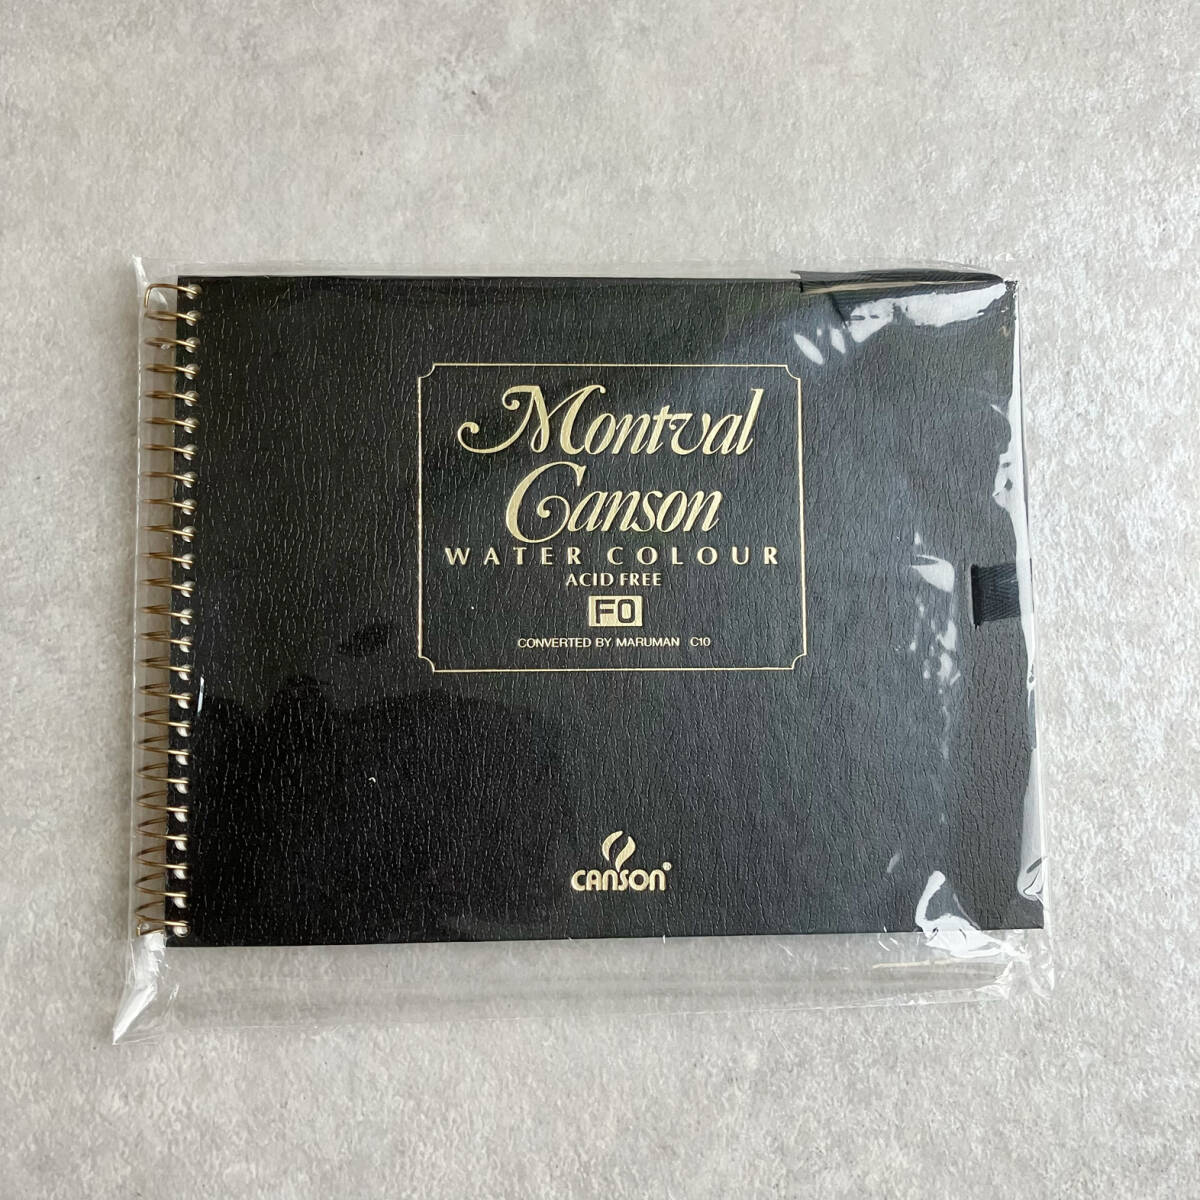 Montval
Canson
WATER COLOUR
ACID FREE
F0
CONVERTED BY MARUMAN C10
CANSON®